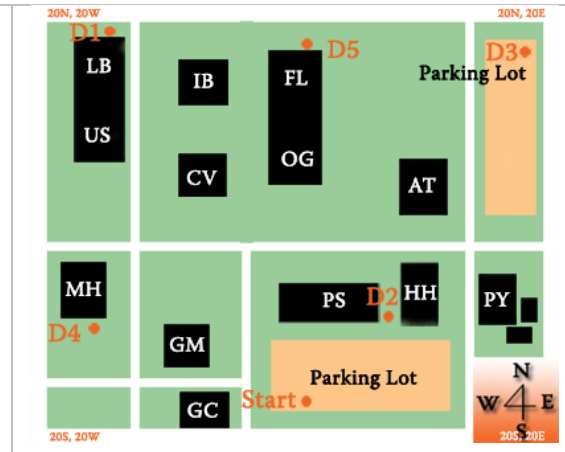 20N, 20W
20N, 20E
D1
D5
D3
LB
IB
FL
Parking Lot
US
OG
CV
AT
MH
PS
D2
HH
PY
D4
GM
Parking Lot
N
GC
Start
W
E
S
20S, 20W
20S, 20E